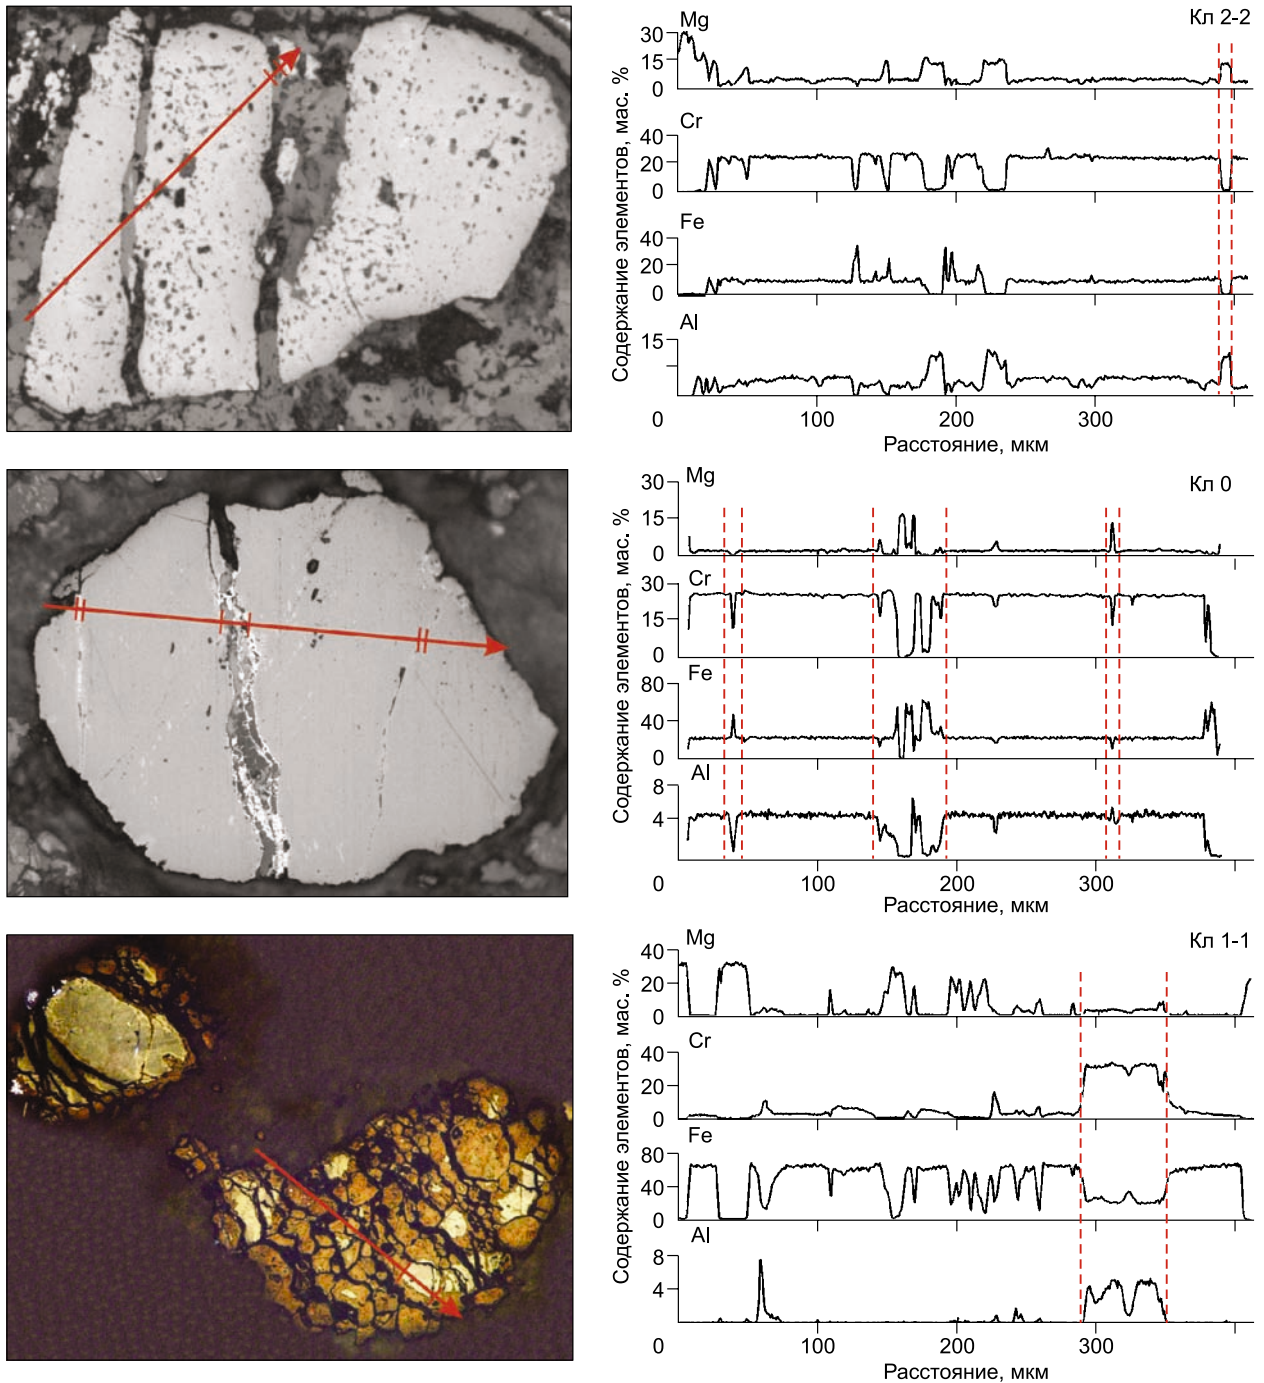 Кл 2-2
Содержание элементов, мас. %
Mg
30
15
0
Cr
40
20
0
Fe
40
20
0
Al
15
0
100
200
300
Расстояние, мкм
Кл 0
Содержание элементов, мас. %
Mg
30
15
0
Cr
30
15
0
Fe
80
40
0
Al
8
4
0
100
200
300
Расстояние, мкм
Кл 1-1
Содержание элементов, мас. %
Mg
40
20
0
Cr
40
20
0
Fe
80
40
0
Al
8
4
0
100
200
300
Расстояние, мкм